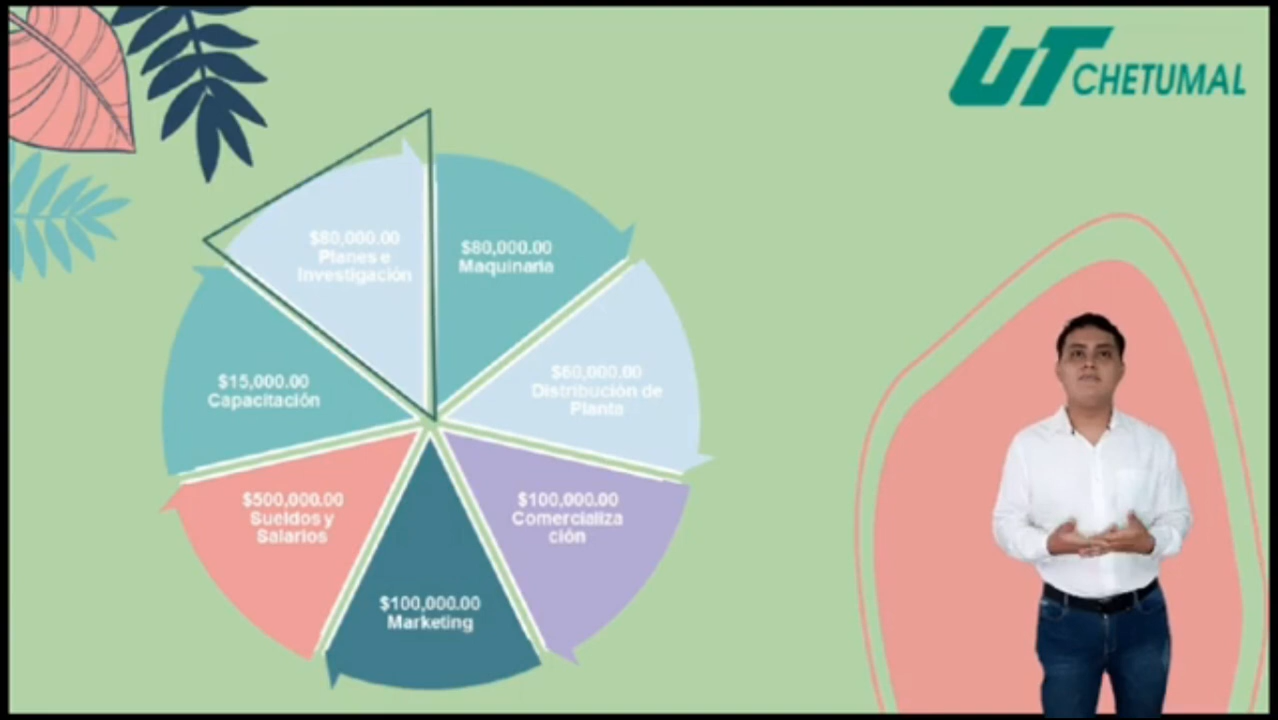 UT CHETUMAL
$80,000.00
Planes e
Investigación
$80,000.00
Maquinaria
$60,000.00
Distribución de
Planta
$15,000.00
Capacitación
$500,000.00
Sueldos y
Salarios
$100,000.00
Comercializa
ción
$100,000.00
Marketing